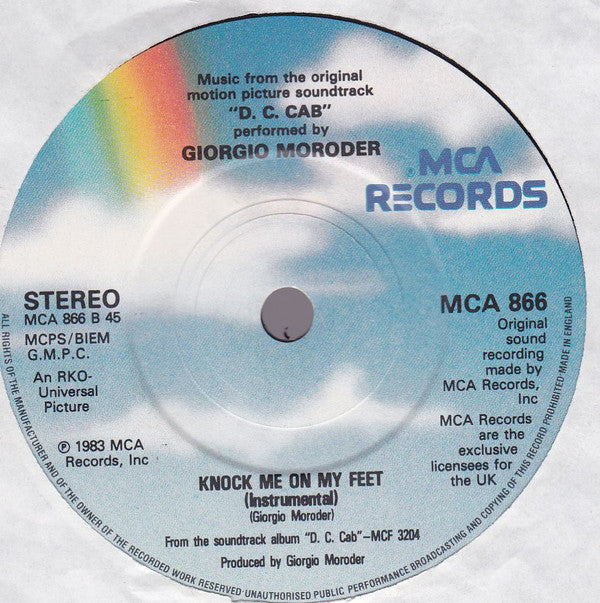 Music from the original
motion picture soundtrack
"D. C. CAB"
performed by
GIORGIO MORODER
MCA
RECORDS
STEREO
MCA 866 B 45
MCPS/BIEM
G.M.P.C.
An RKO-
Universal
Picture
℗ 1983 MCA
Records, Inc
MCA 866
Original
sound
recording
made by
MCA Records,
Inc
MCA Records
are the
exclusive
licensees for
the UK
KNOCK ME ON MY FEET
(Instrumental)
(Giorgio Moroder)
From the soundtrack album "D. C. Cab"–MCF 3204
Produced by Giorgio Moroder
ALL RIGHTS OF THE MANUFACTURER AND OF THE OWNER OF THE RECORDED WORK RESERVED·UNAUTHORISED PUBLIC PERFORMANCE BROADCASTING AND COPYING OF THIS RECORD PROHIBITED·MADE IN ENGLAND